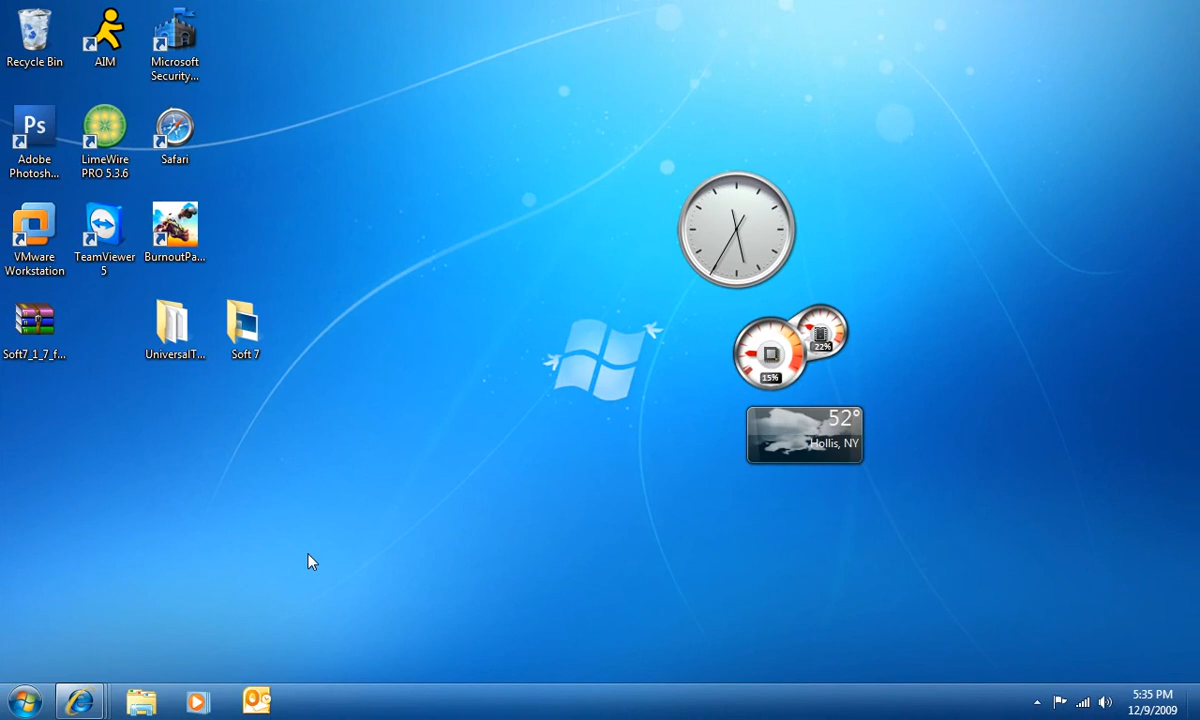 Recycle Bin
AIM
Microsoft
Security...
Ps
Adobe
Photosh...
LimeWire
PRO 5.3.6
Safari
VMware
Workstation
TeamViewer
5
BurnoutPa...
Soft7_1_7_f...
UniversalT...
Soft 7
22%
15%
52°
Hollis, NY
5:35 PM
12/9/2009